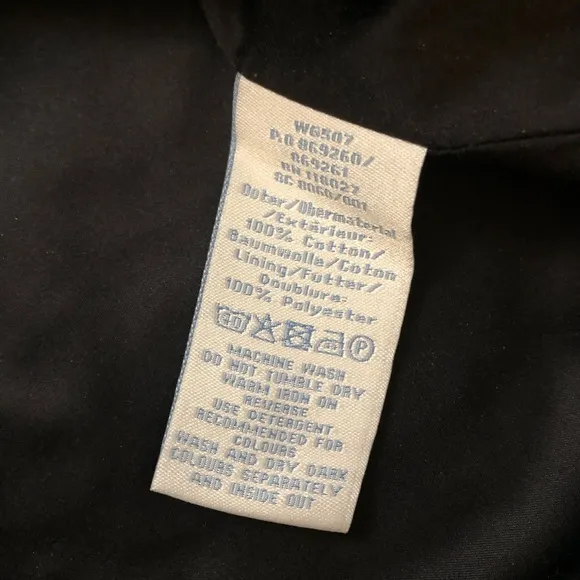 W6507
P.O 869260/
869261
RN 118027
SC 8060/001
Outer/Obermaterial
/Extérieur:
100% Cotton/
Baumwolle/Coton
Lining/Futter/
Doublure:
100% Polyester
30
P
MACHINE WASH
DO NOT TUMBLE DRY
WARM IRON ON
REVERSE
USE DETERGENT
RECOMMENDED FOR
COLOURS
WASH AND DRY DARK
COLOURS SEPARATELY
AND INSIDE OUT